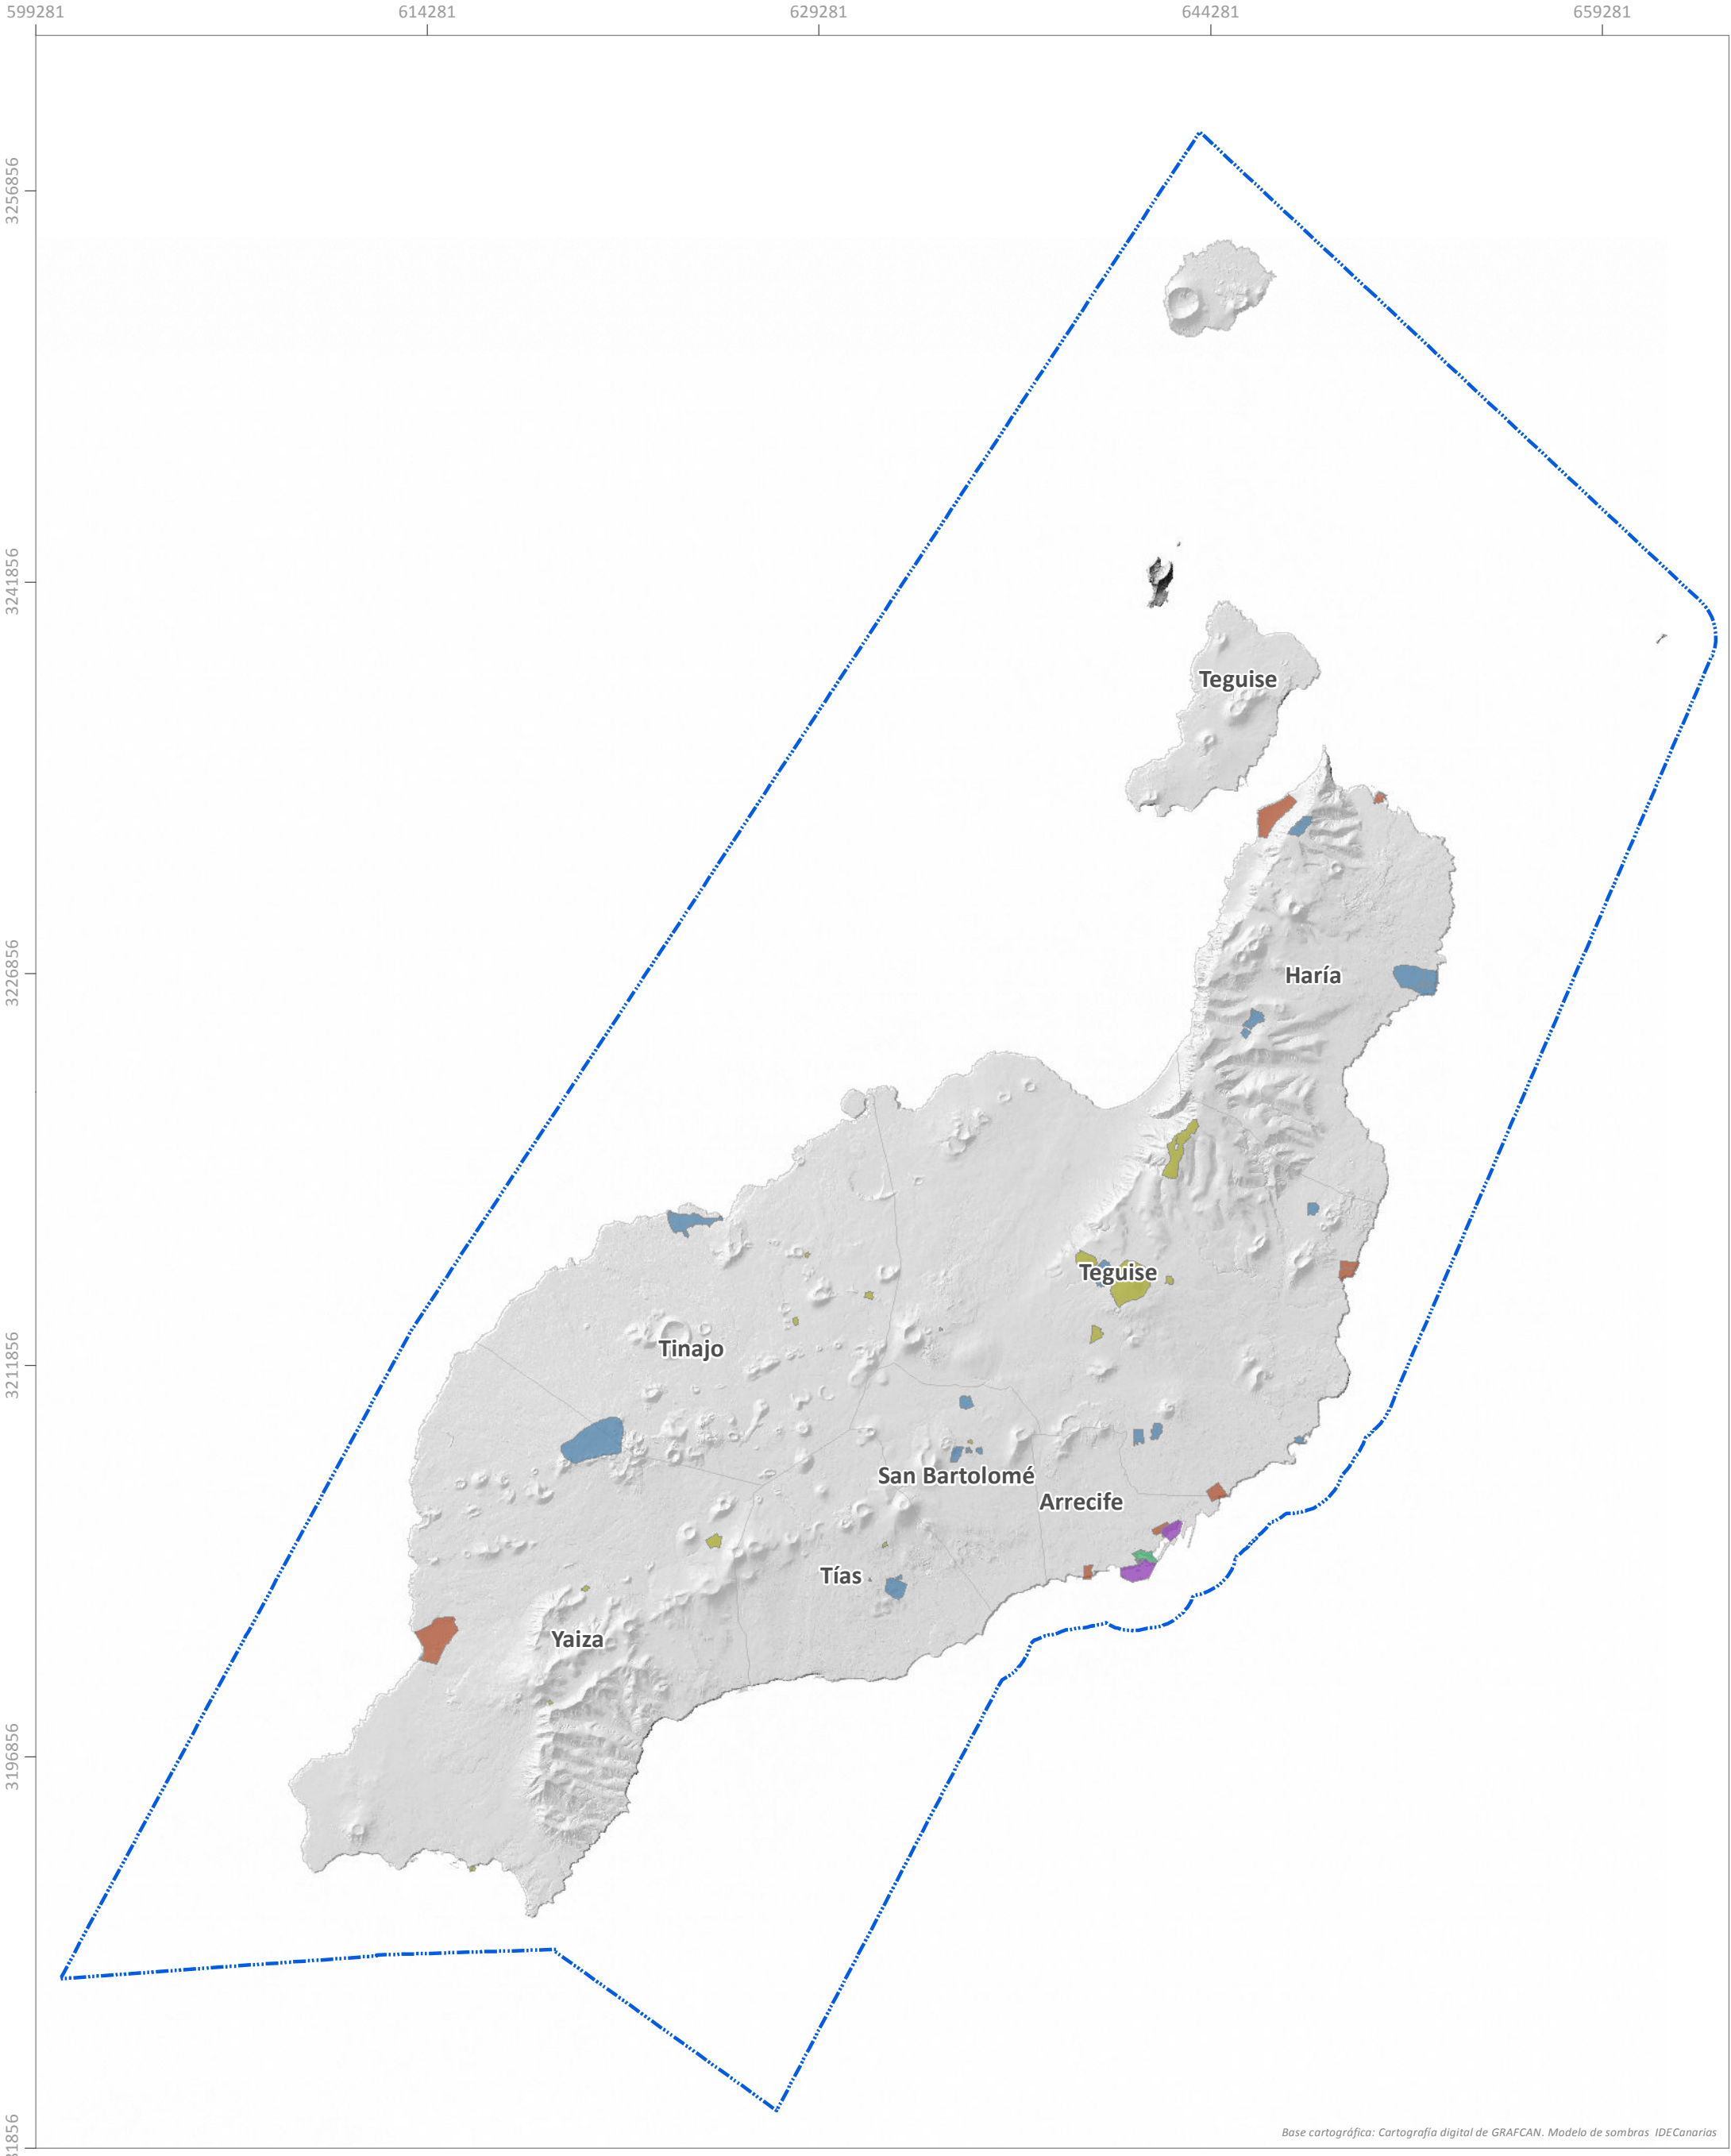 599281 614281 629281 644281 659281
3256856
3241856
Teguise
3226856
Haría
Teguise
3211856
Tinajo
San Bartolomé
Arrecife
Tías
Yaiza
3196856
81856
Base cartográfica: Cartografía digital de GRAFCAN. Modelo de sombras IDECanarias